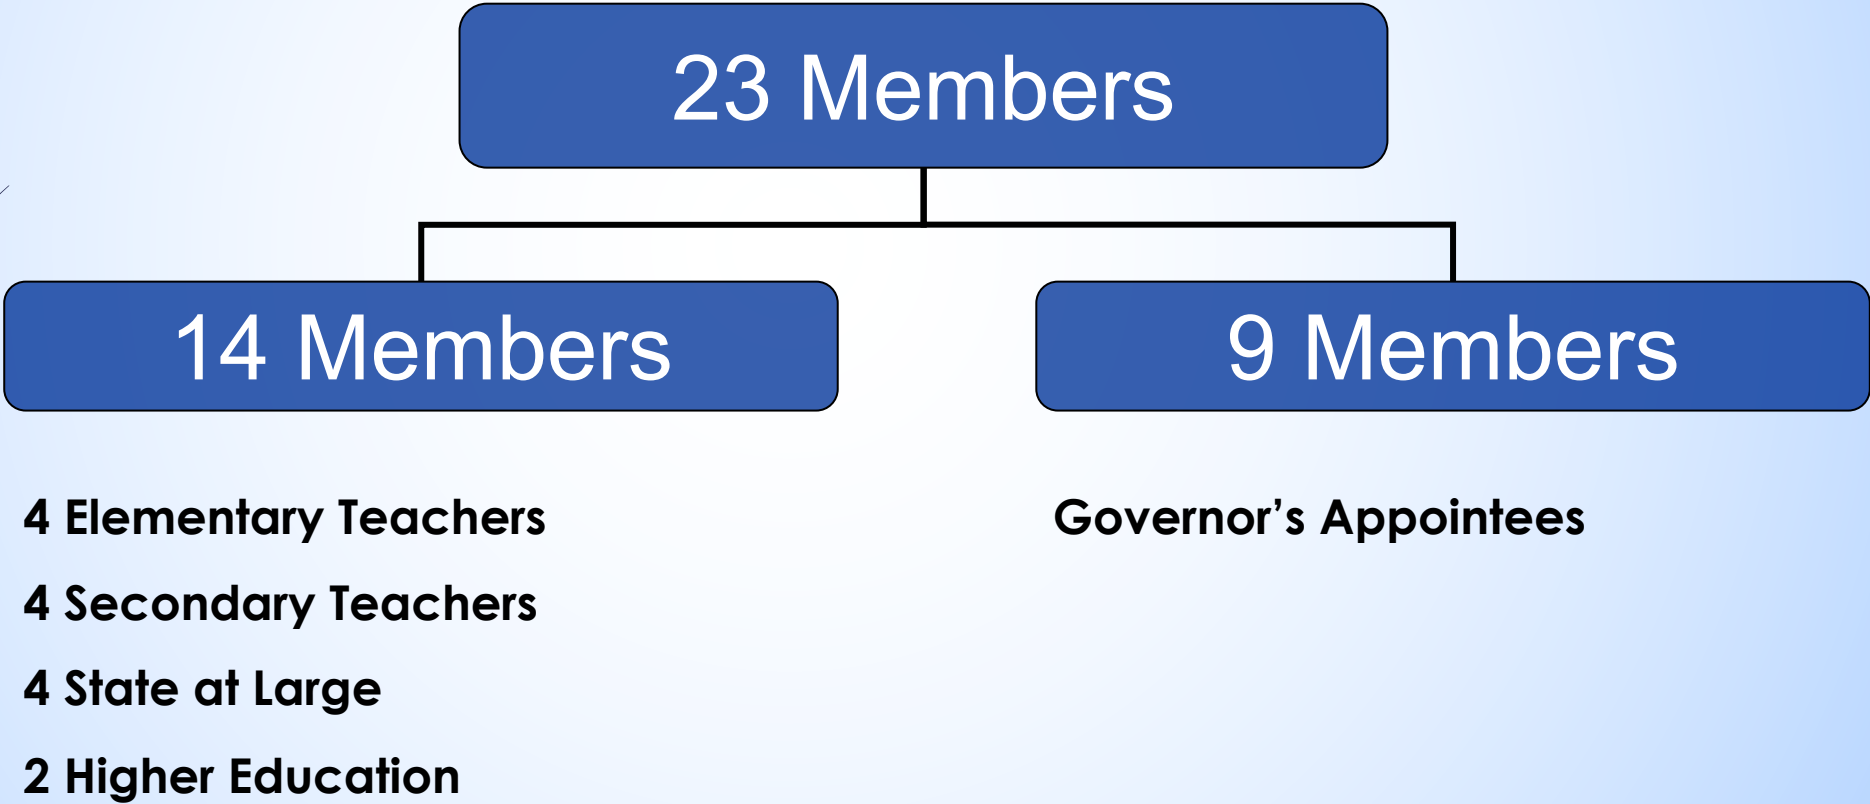 23 Members
14 Members
9 Members
4 Elementary Teachers
4 Secondary Teachers
4 State at Large
2 Higher Education
Governor’s Appointees